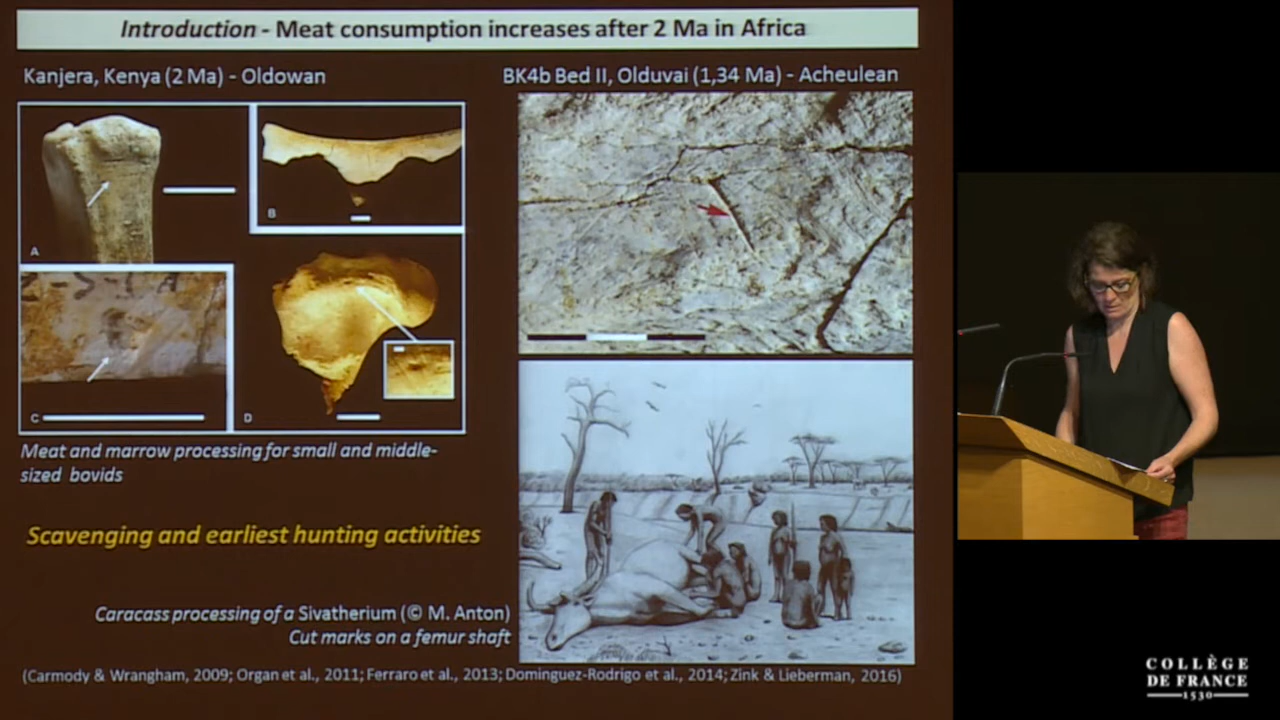 Introduction - Meat consumption increases after 2 Ma in Africa
Kanjera, Kenya (2 Ma) - Oldowan
BK4b Bed II, Olduvai (1,34 Ma) - Acheulean
A
B
C
D
Meat and marrow processing for small and middle-
sized bovids
Scavenging and earliest hunting activities
Caracass processing of a Sivatherium (© M. Anton)
Cut marks on a femur shaft
(Carmody & Wrangham, 2009; Organ et al., 2011; Ferraro et al., 2013; Dominguez-Rodrigo et al., 2014; Zink & Lieberman, 2016)
COLLÈGE
DE FRANCE
1530